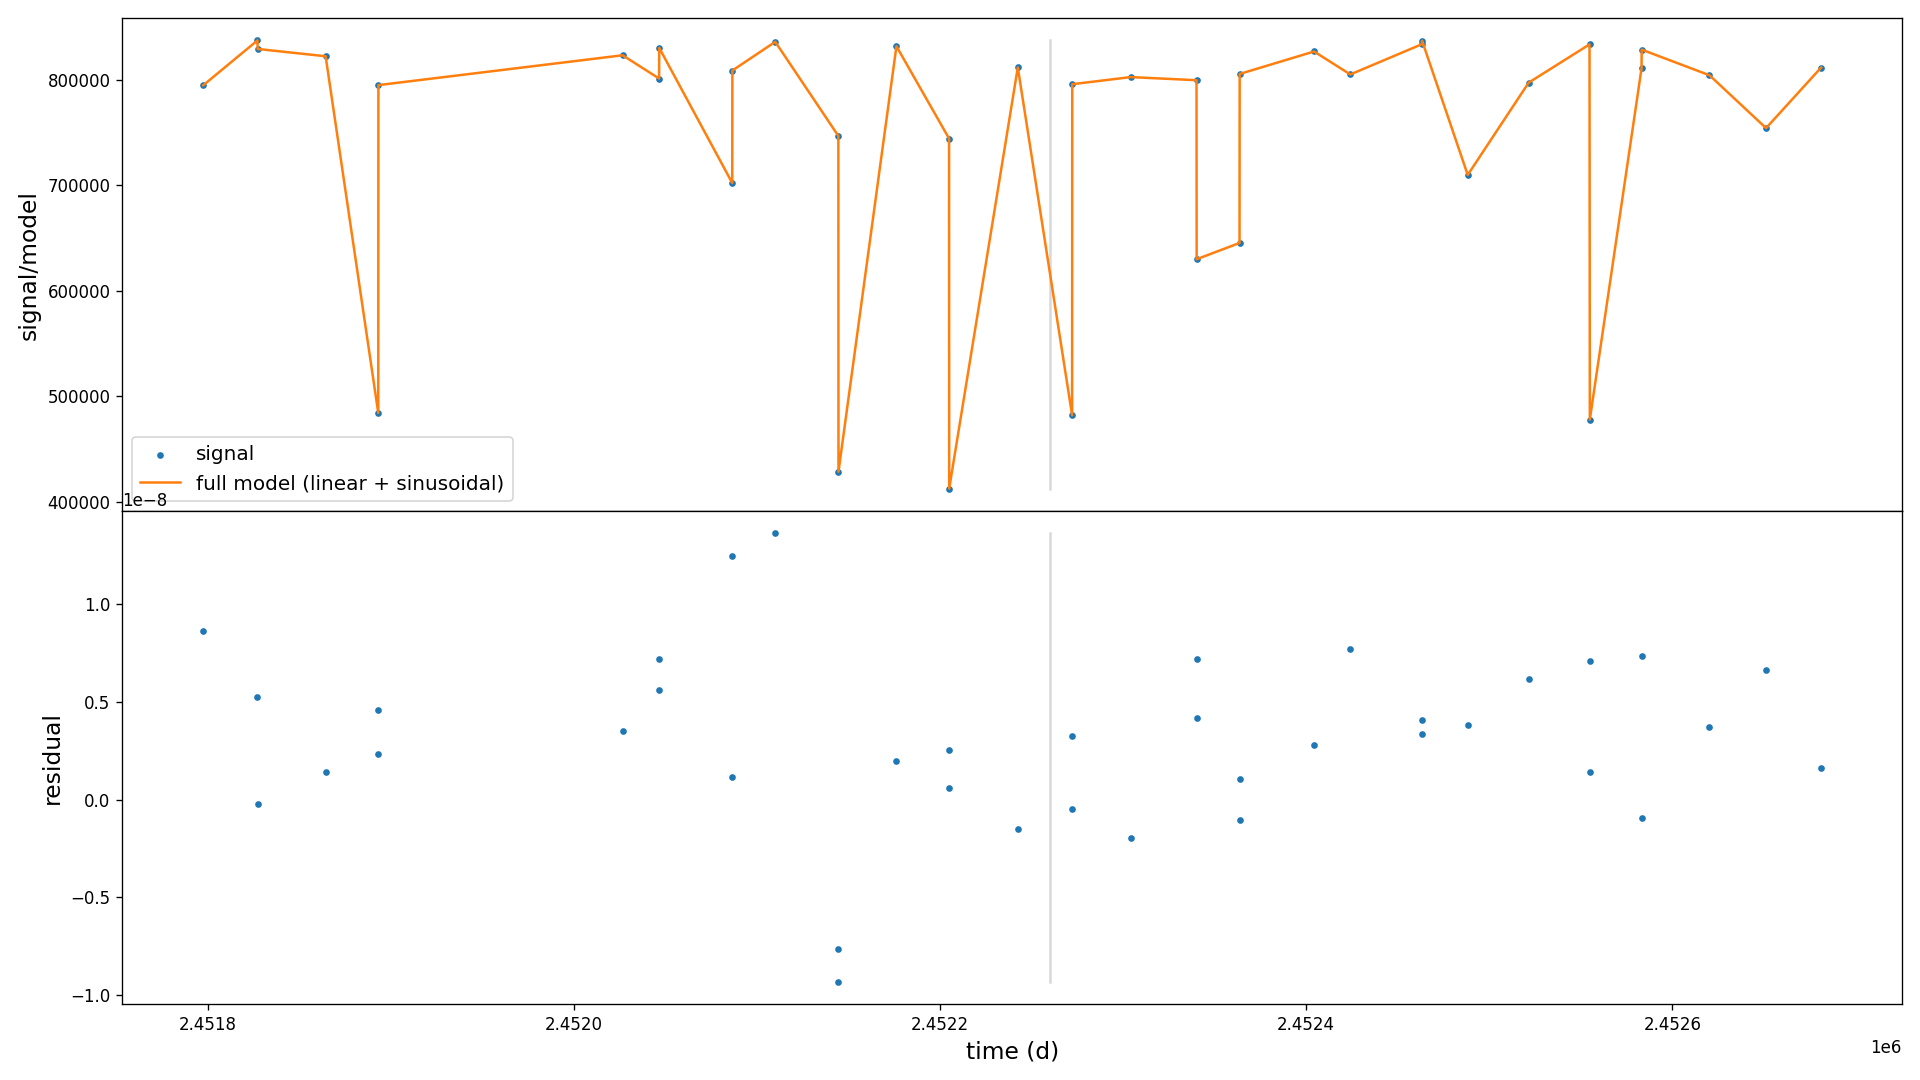 800000
700000
600000
500000
400000
signal/model
signal
full model (linear + sinusoidal)
1e−8
1.0
0.5
0.0
−0.5
−1.0
residual
2.4518
2.4520
2.4522
2.4524
2.4526
time (d)
1e6